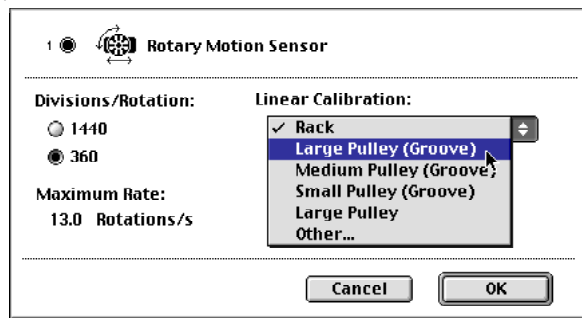 1 Rotary Motion Sensor
Divisions/Rotation:
1440
360
Maximum Rate:
13.0 Rotations/s
Linear Calibration:
✓ Rack
Large Pulley (Groove)
Medium Pulley (Groove)
Small Pulley (Groove)
Large Pulley
Other...
Cancel OK